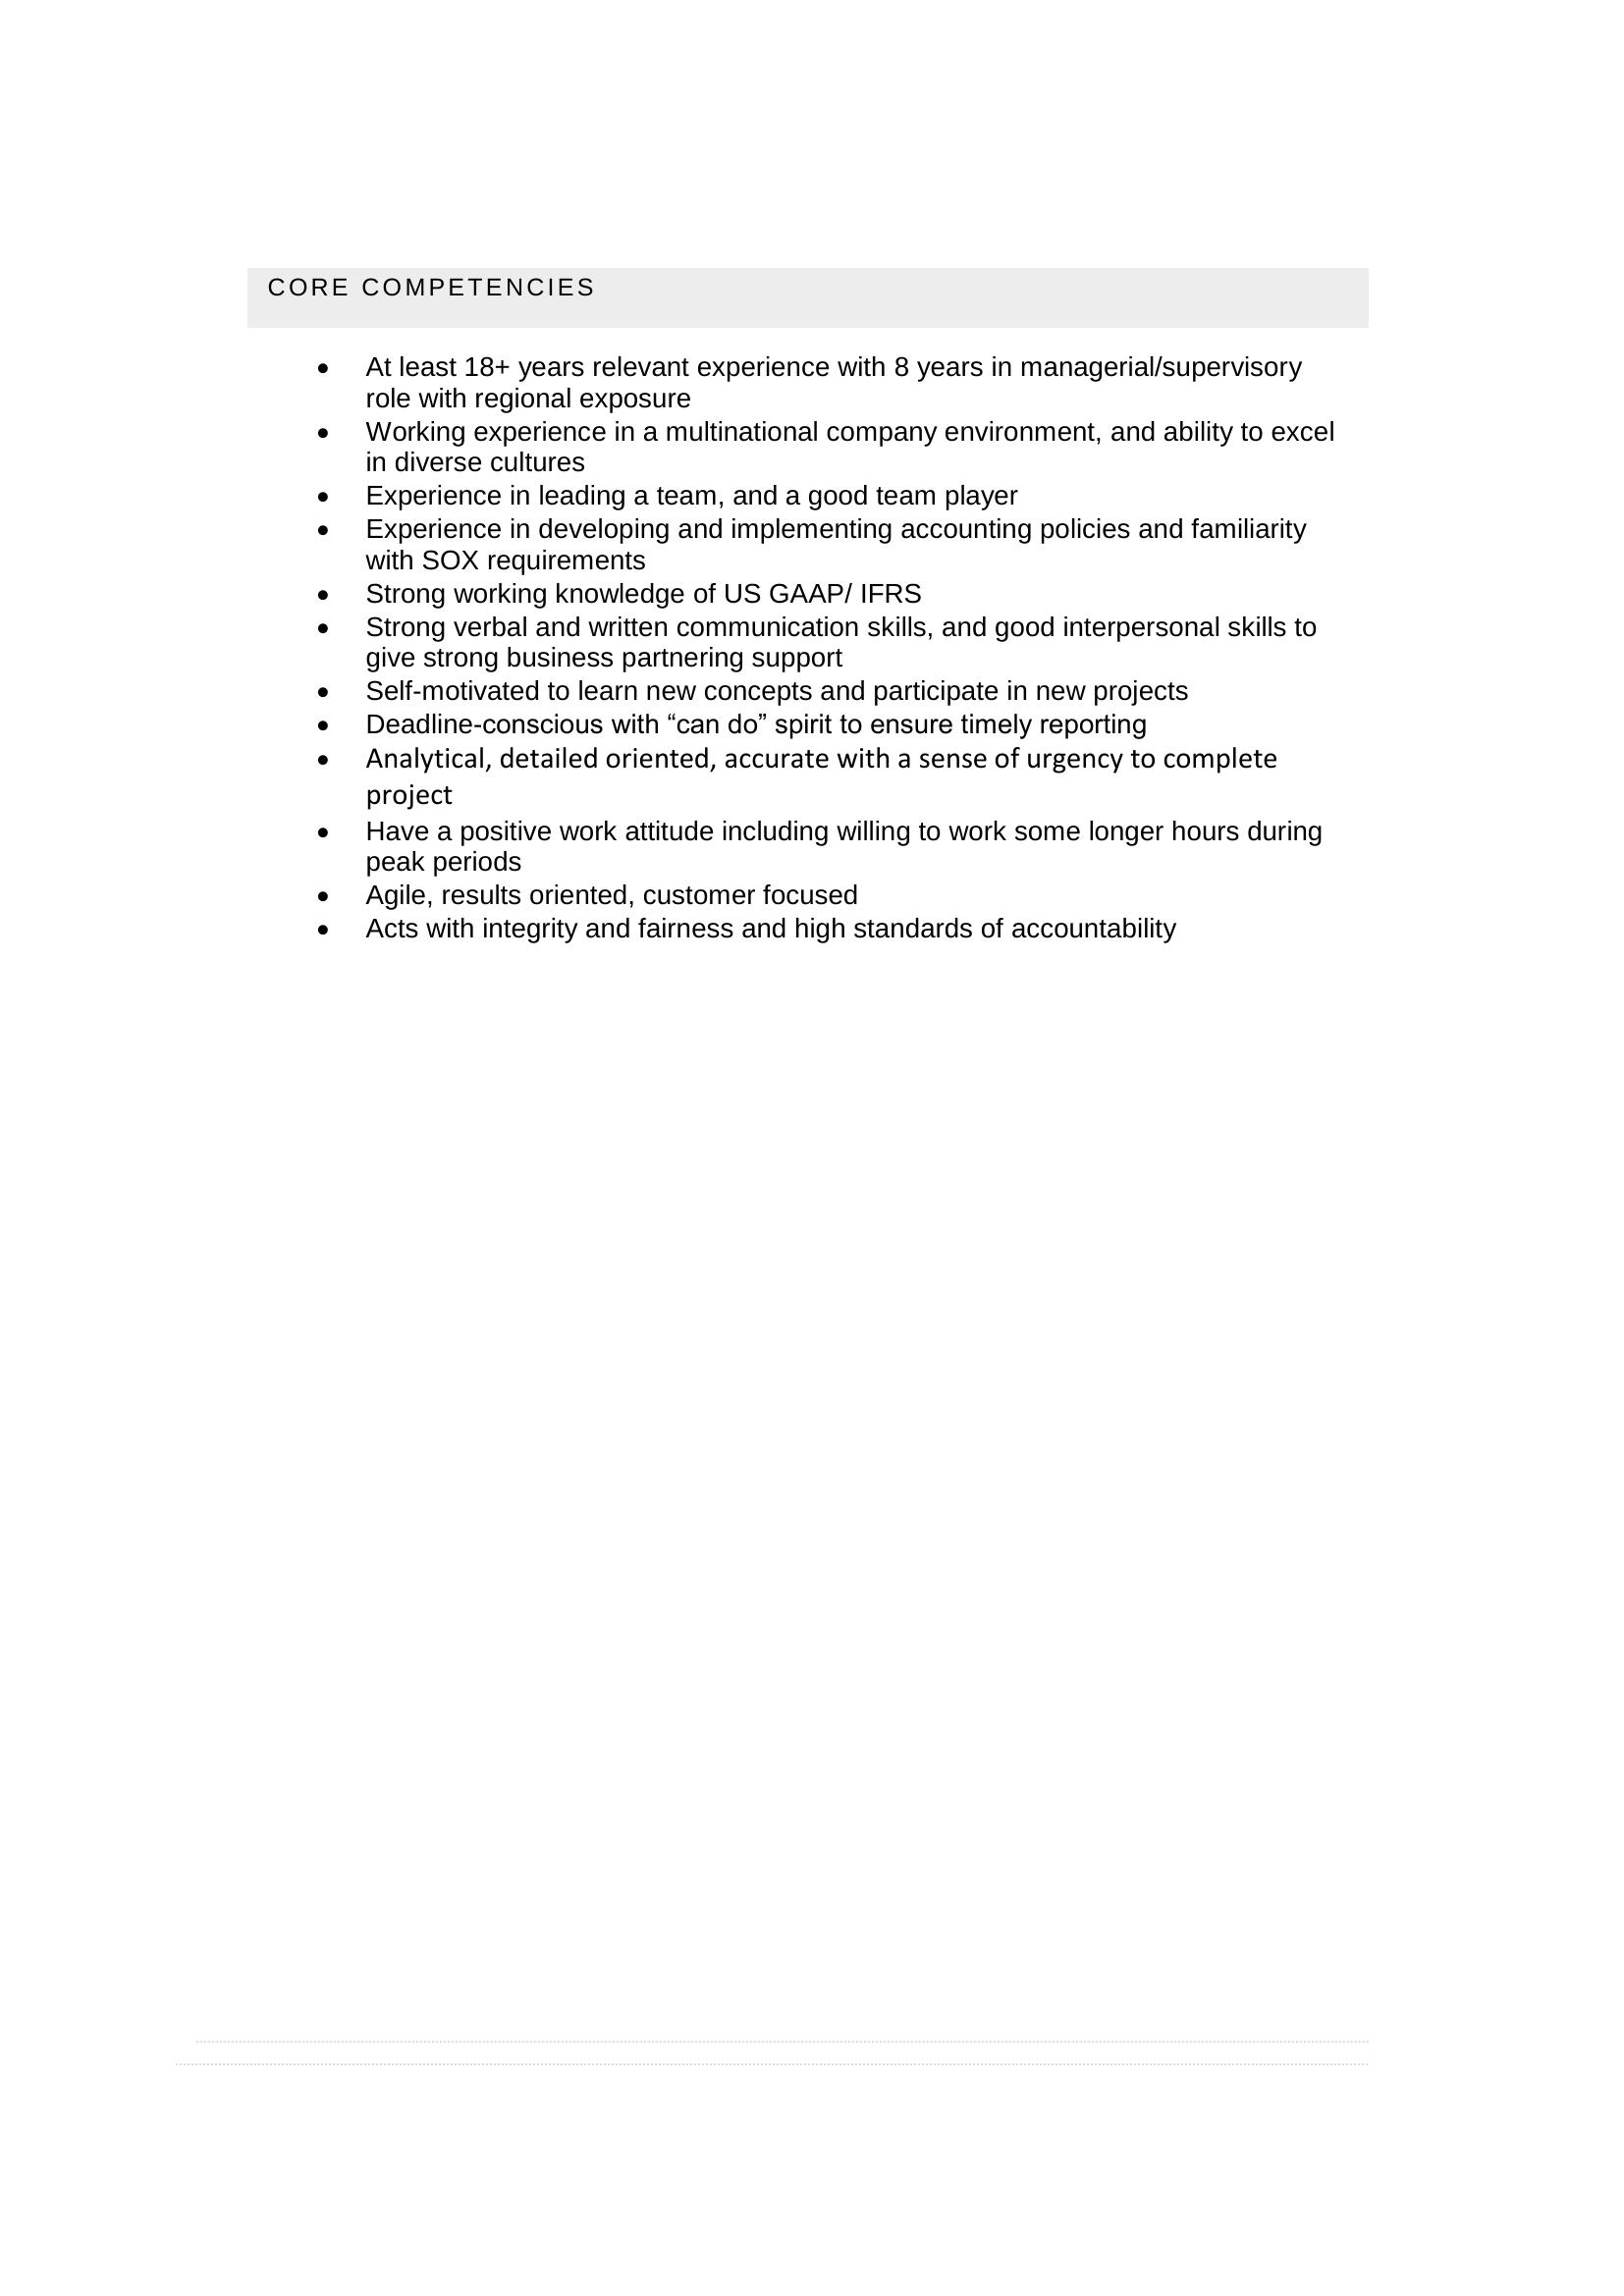 CORE COMPETENCIES
• At least 18+ years relevant experience with 8 years in managerial/supervisory
role with regional exposure
• Working experience in a multinational company environment, and ability to excel
in diverse cultures
• Experience in leading a team, and a good team player
• Experience in developing and implementing accounting policies and familiarity
with SOX requirements
• Strong working knowledge of US GAAP/ IFRS
• Strong verbal and written communication skills, and good interpersonal skills to
give strong business partnering support
• Self-motivated to learn new concepts and participate in new projects
• Deadline-conscious with “can do” spirit to ensure timely reporting
• Analytical, detailed oriented, accurate with a sense of urgency to complete
project
• Have a positive work attitude including willing to work some longer hours during
peak periods
• Agile, results oriented, customer focused
• Acts with integrity and fairness and high standards of accountability